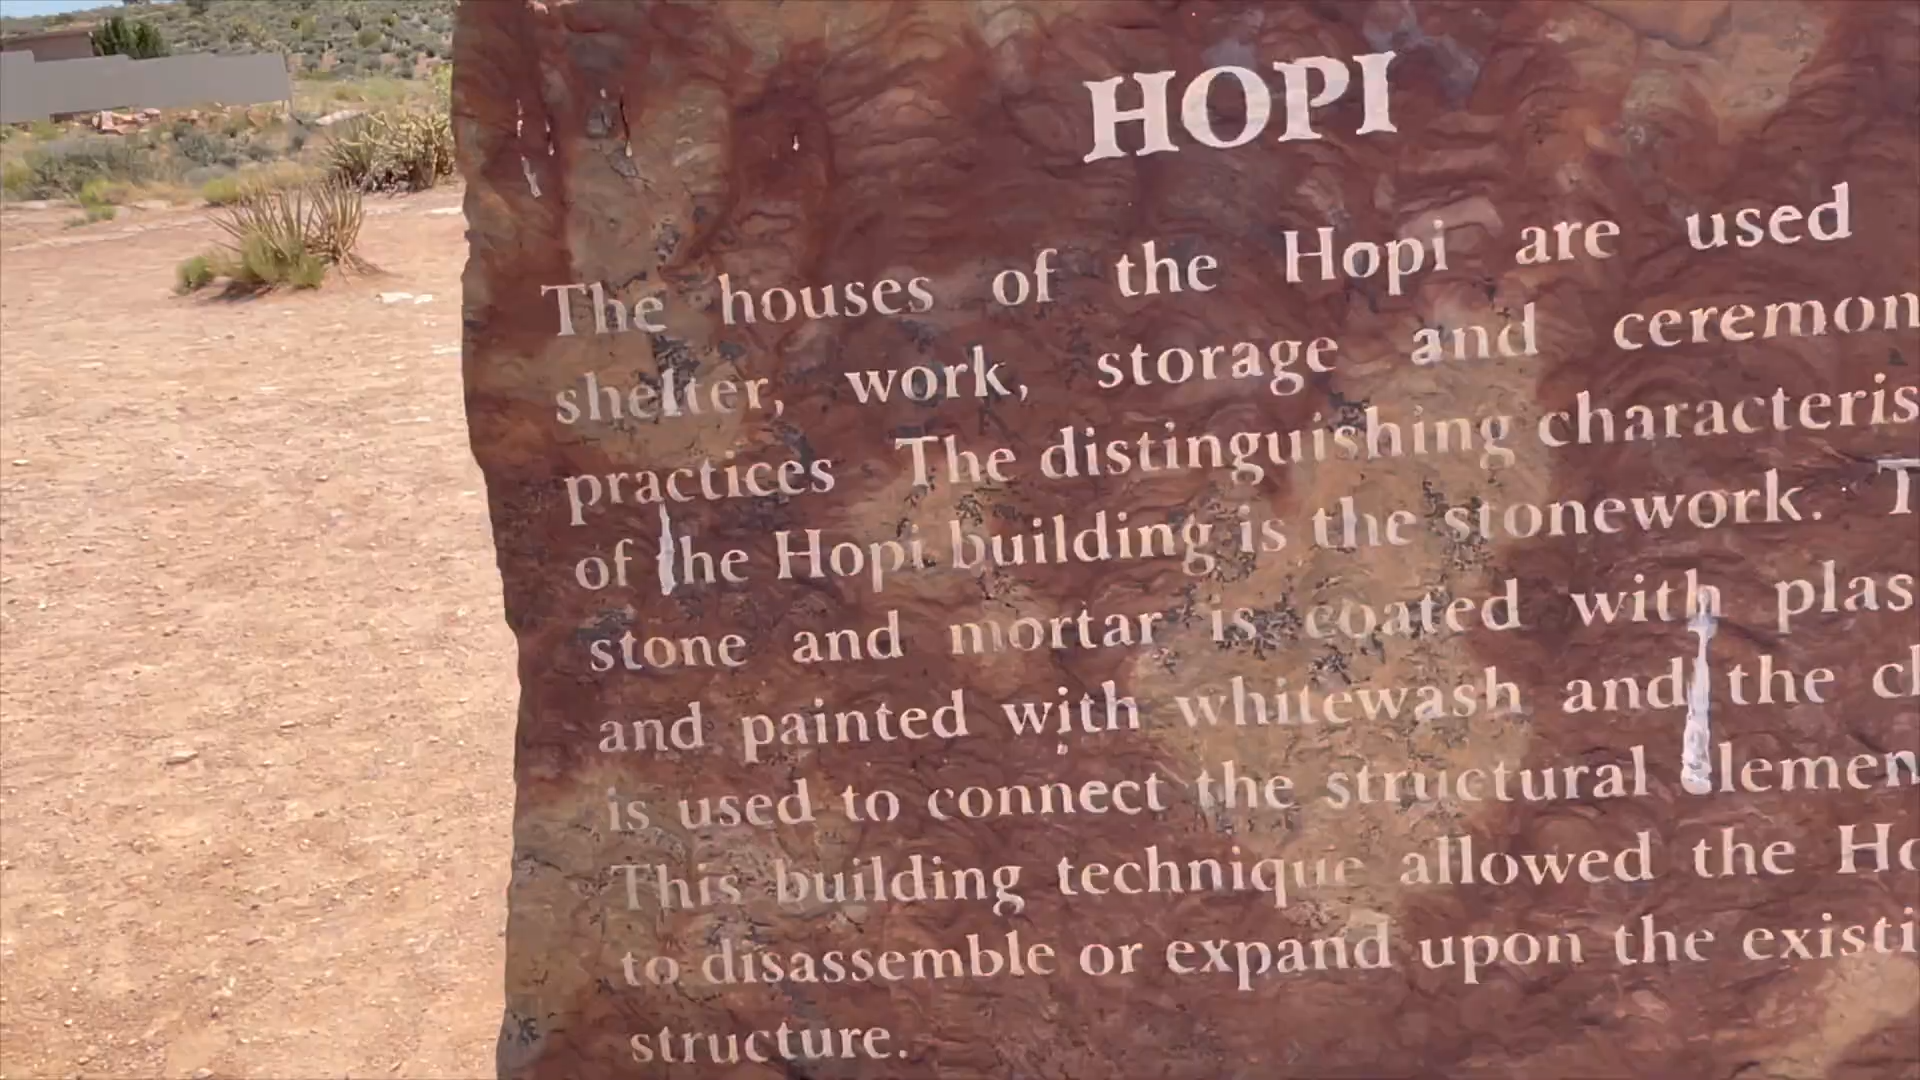 HOPI
The houses of the Hopi are used
shelter, work, storage and ceremon
practices The distinguishing characteris
of the Hopi building is the stonework. T
stone and mortar is coated with plas
and painted with whitewash and the cl
is used to connect the structural elemen
This building technique allowed the Ho
to disassemble or expand upon the existi
structure.